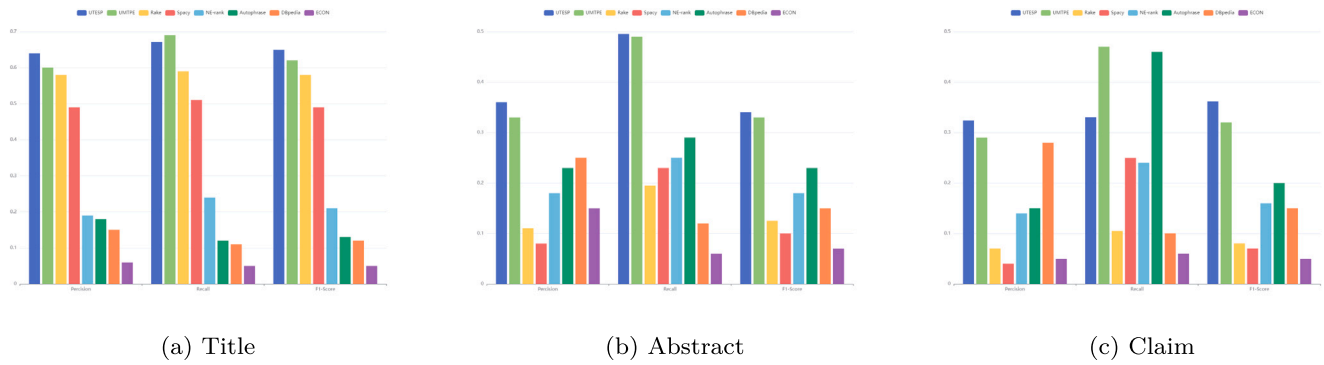 UTESP UMTPE Rake Spacy NE-rank Autophrase DBpedia ECON
0.7
0.6
0.5
0.4
0.3
0.2
0.1
0
Precision Recall F1-Score
(a) Title
UTESP UMTPE Rake Spacy NE-rank Autophrase DBpedia ECON
0.5
0.4
0.3
0.2
0.1
0
Precision Recall F1-Score
(b) Abstract
UTESP UMTPE Rake Spacy NE-rank Autophrase DBpedia ECON
0.5
0.4
0.3
0.2
0.1
0
Precision Recall F1-Score
(c) Claim